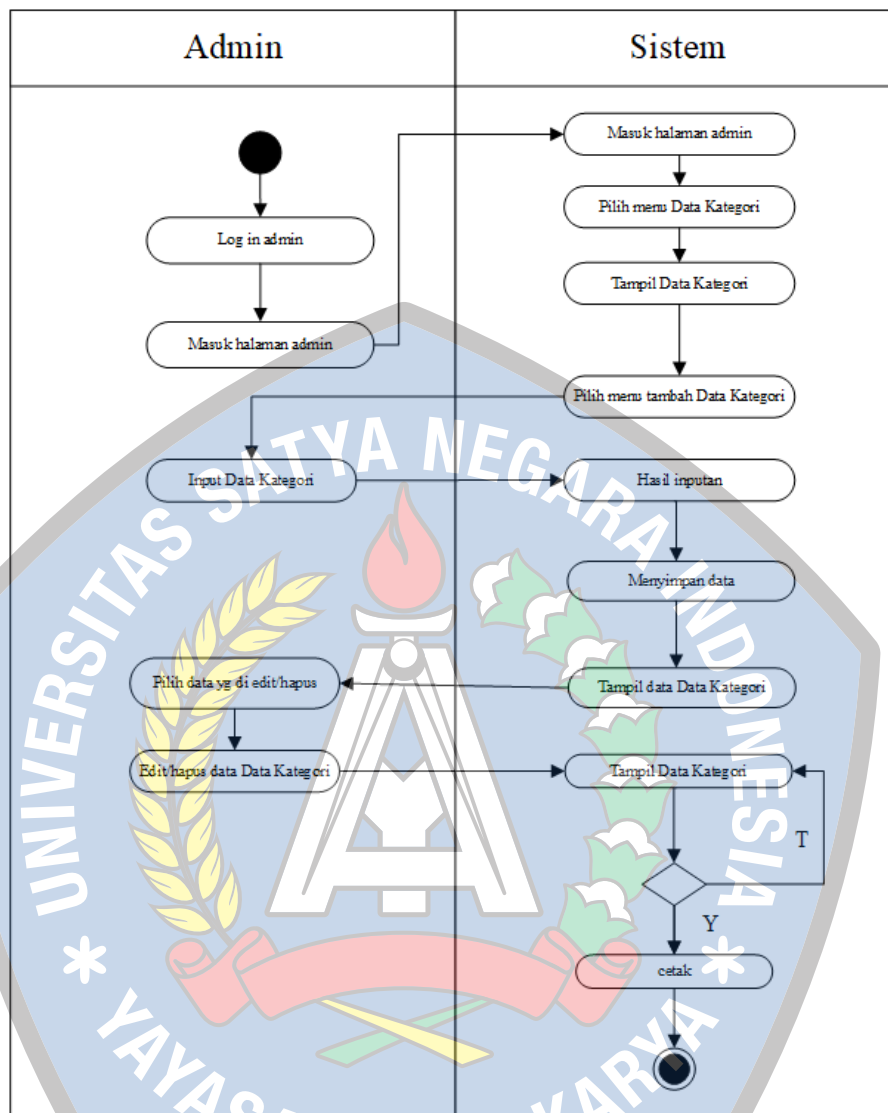 Admin
Sistem
Masuk halaman admin
Pilih menu Data Kategori
Log in admin
Tampil Data Kategori
Masuk halaman admin
Pilih menu tambah Data Kategori
Input Data Kategori
Hasil inputan
Menyimpan data
Pilih data yg di edit/hapus
Tampil data Data Kategori
Edit/hapus data Data Kategori
Tampil Data Kategori
T
Y
cetak
UNIVERSITAS SATYA NEGARA INDONESIA